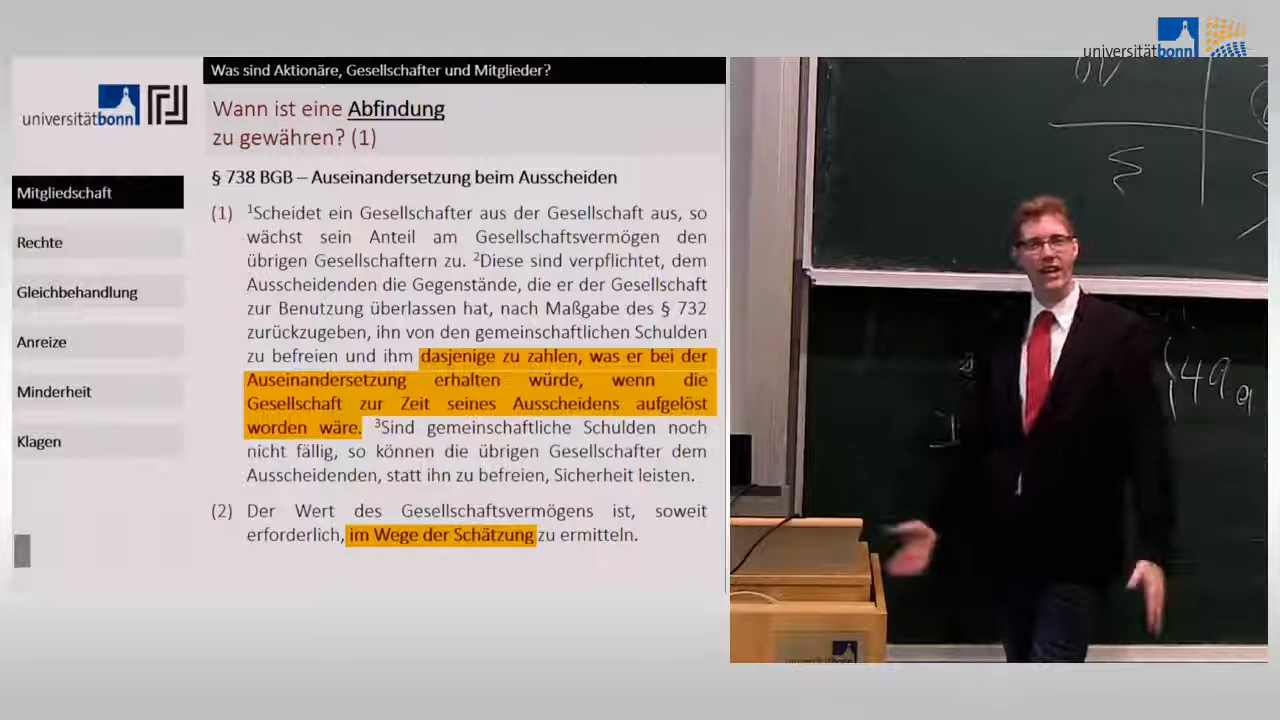 universitätbonn
Was sind Aktionäre, Gesellschafter und Mitglieder?
universitätbonn
Wann ist eine Abfindung
zu gewähren? (1)
Mitgliedschaft
Rechte
Gleichbehandlung
Anreize
Minderheit
Klagen
§ 738 BGB – Auseinandersetzung beim Ausscheiden
(1) ¹Scheidet ein Gesellschafter aus der Gesellschaft aus, so
wächst sein Anteil am Gesellschaftsvermögen den
übrigen Gesellschaftern zu. ²Diese sind verpflichtet, dem
Ausscheidenden die Gegenstände, die er der Gesellschaft
zur Benutzung überlassen hat, nach Maßgabe des § 732
zurückzugeben, ihn von den gemeinschaftlichen Schulden
zu befreien und ihm dasjenige zu zahlen, was er bei der
Auseinandersetzung erhalten würde, wenn die
Gesellschaft zur Zeit seines Ausscheidens aufgelöst
worden wäre. ³Sind gemeinschaftliche Schulden noch
nicht fällig, so können die übrigen Gesellschafter dem
Ausscheidenden, statt ihn zu befreien, Sicherheit leisten.
(2) Der Wert des Gesellschaftsvermögens ist, soweit
erforderlich, im Wege der Schätzung zu ermitteln.
universitätbonn